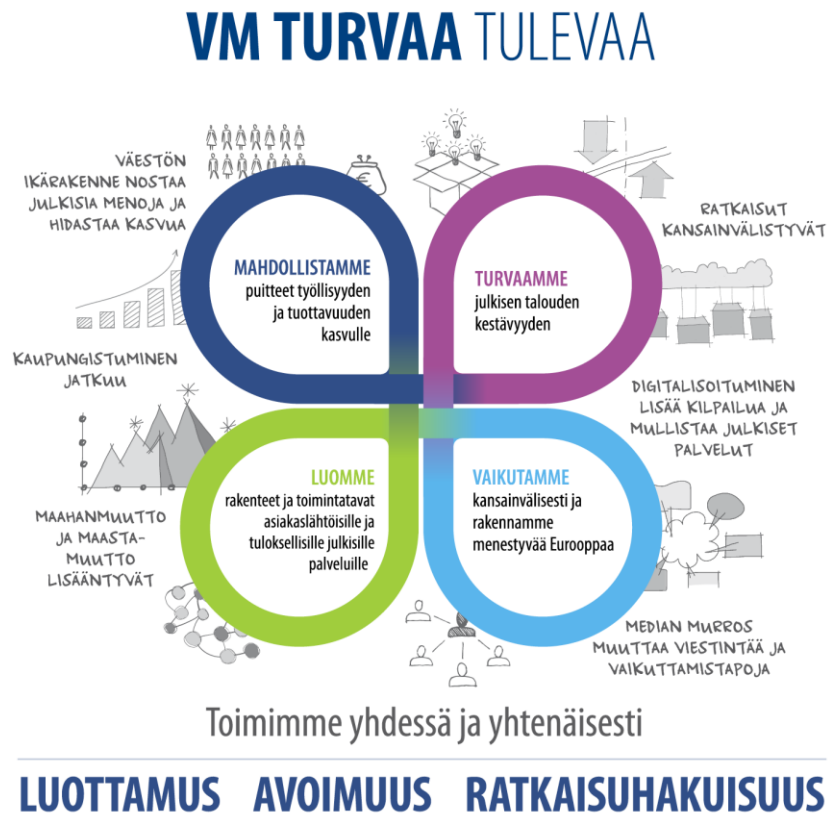 VM TURVAA TULEVAA
VÄESTÖN
IKÄRAKENNE NOSTAA
JULKISIA MENOJA JA
HIDASTAA KASVUA
RATKAISUT
KANSAINVÄLISTYVÄT
MAHDOLLISTAMME
puitteet työllisyyden
ja tuottavuuden
kasvulle
TURVAAMME
julkisen talouden
kestävyyden
KAUPUNGISTUMINEN
JATKUU
DIGITALISOITUMINEN
LISÄÄ KILPAILUA JA
MULLISTAA JULKISET
PALVELUT
LUOMME
rakenteet ja toimintatavat
asiakaslähtöisille ja
tuloksellisille julkisille
palveluille
VAIKUTAMME
kansainvälisesti ja
rakennamme
menestyvää Eurooppaa
MAAHANMUUTTO
JA MAASTA-
MUUTTO
LISÄÄNTYVÄT
MEDIAN MURROS
MUUTTAA VIESTINTÄÄ JA
VAIKUTTAMISTAPOJA
Toimimme yhdessä ja yhtenäisesti
LUOTTAMUS AVOIMUUS RATKAISUHAKUISUUS